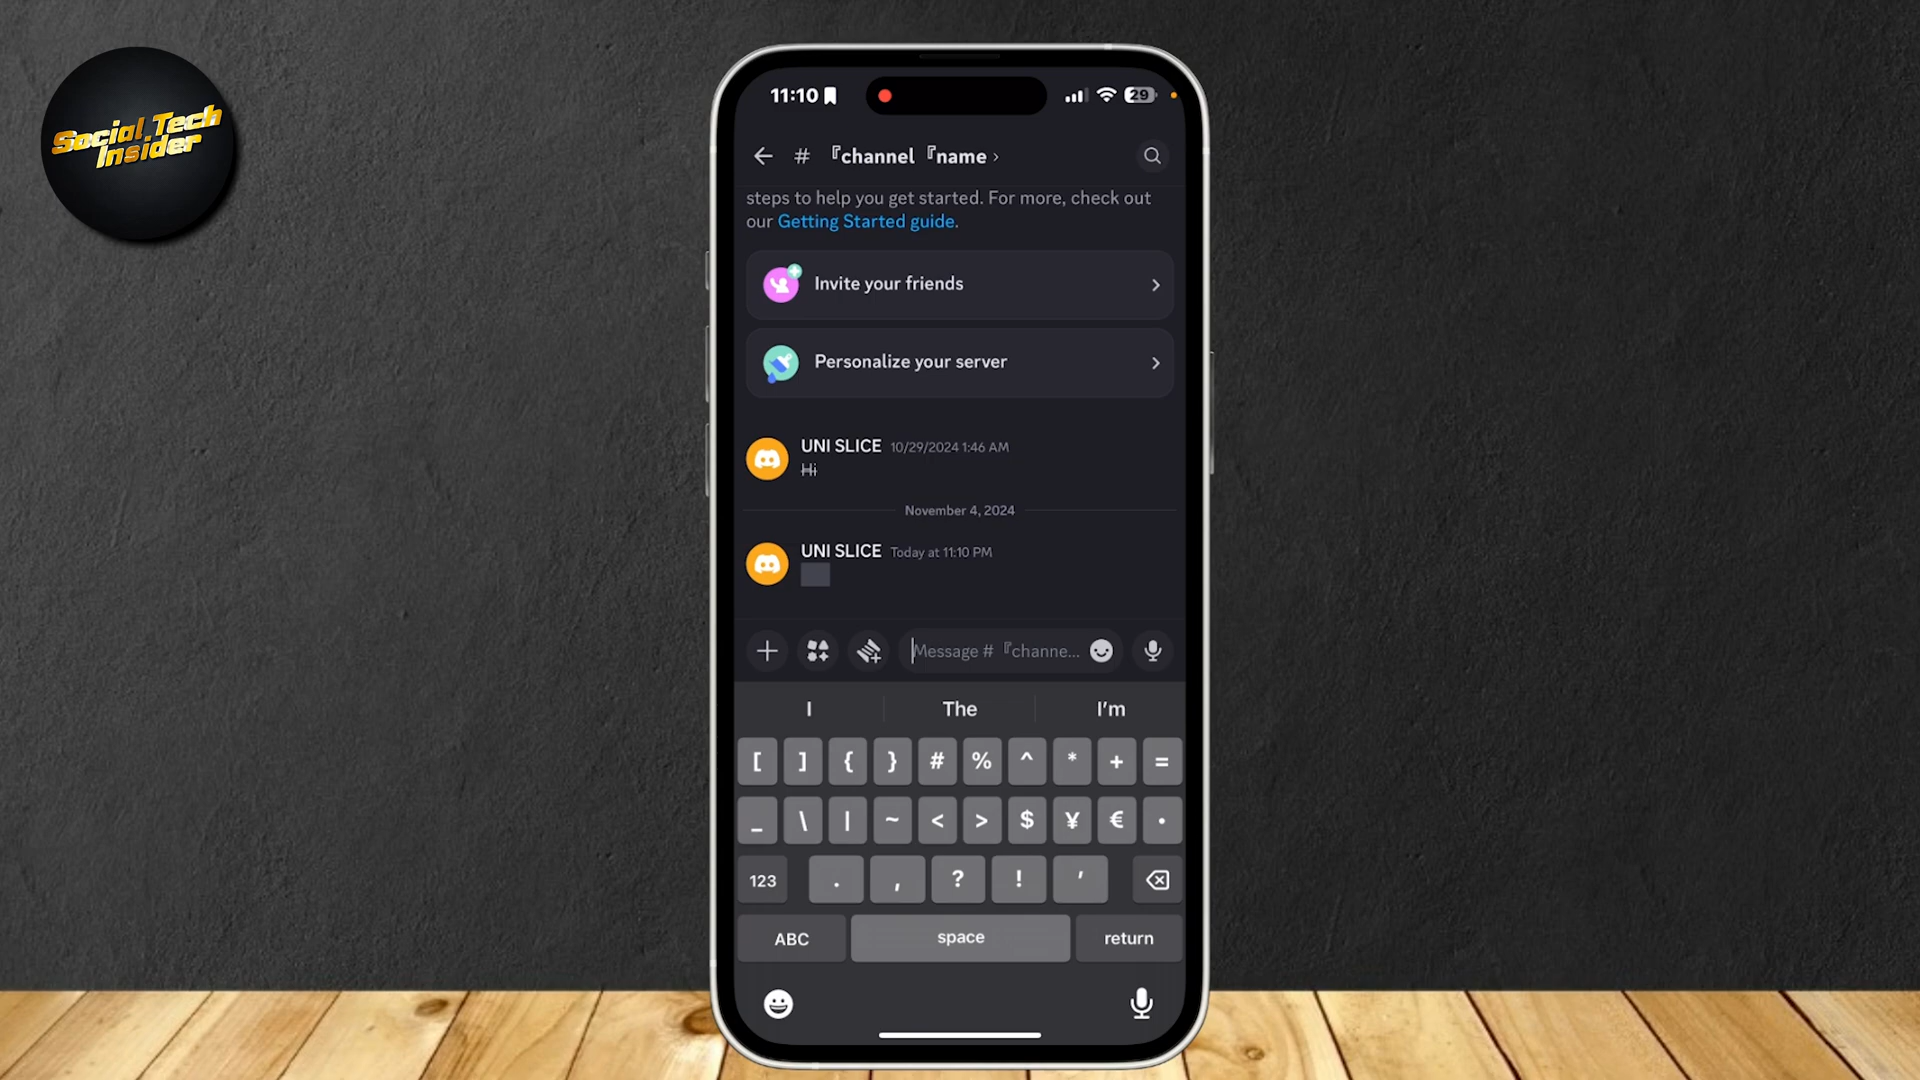 Social Tech
Insider
11:10
29
# 『channel 『name ›
steps to help you get started. For more, check out
our Getting Started guide.
Invite your friends
Personalize your server
UNI SLICE 10/29/2024 1:46 AM
Hi
November 4, 2024
UNI SLICE Today at 11:10 PM
Message # 『channe...
I The I'm
[ ] { } # % ^ * + =
_ \ | ~ < > $ ¥ € •
123 . , ? ! '
ABC space return